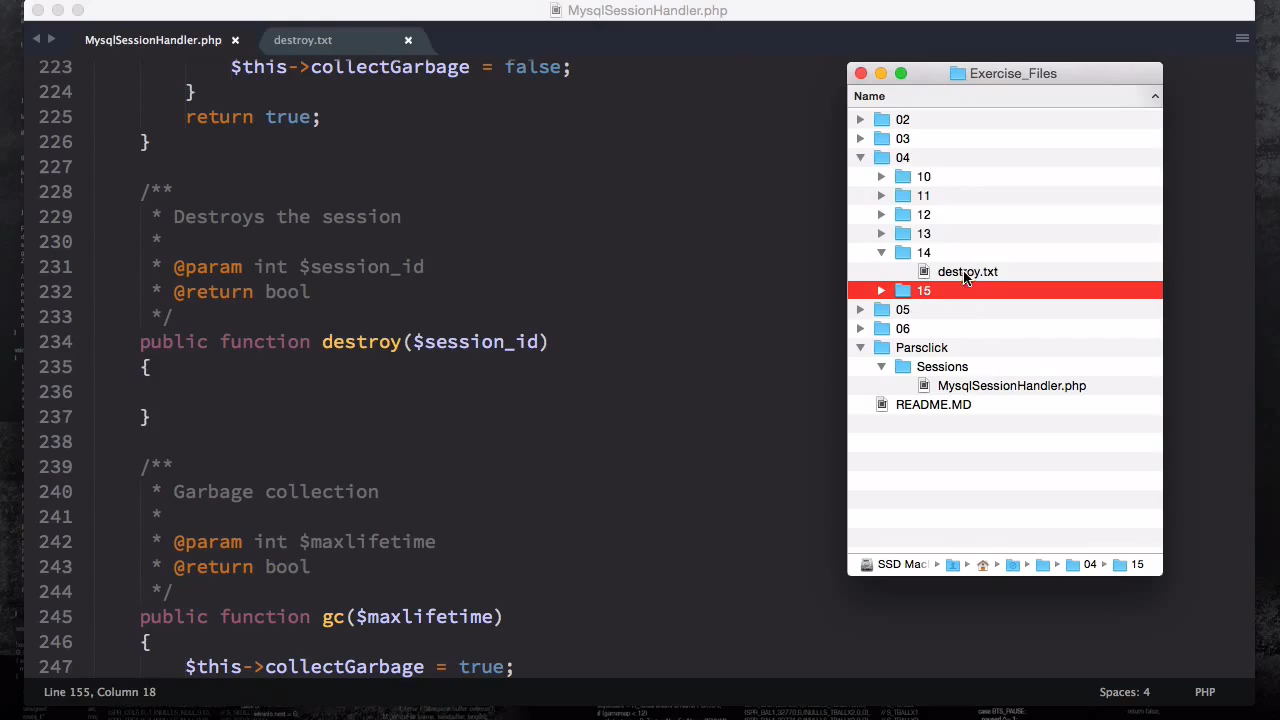 MysqlSessionHandler.php
MysqlSessionHandler.php × destroy.txt ×
223 $this->collectGarbage = false;
224 }
225 return true;
226 }
227
228 /**
229 * Destroys the session
230 *
231 * @param int $session_id
232 * @return bool
233 */
234 public function destroy($session_id)
235 {
236
237 }
238
239 /**
240 * Garbage collection
241 *
242 * @param int $maxlifetime
243 * @return bool
244 */
245 public function gc($maxlifetime)
246 {
247 $this->collectGarbage = true;
Line 155, Column 18
Spaces: 4
PHP
Exercise_Files
Name
02
03
04
10
11
12
13
14
destroy.txt
15
05
06
Parsclick
Sessions
MysqlSessionHandler.php
README.MD
SSD Mac 04 15